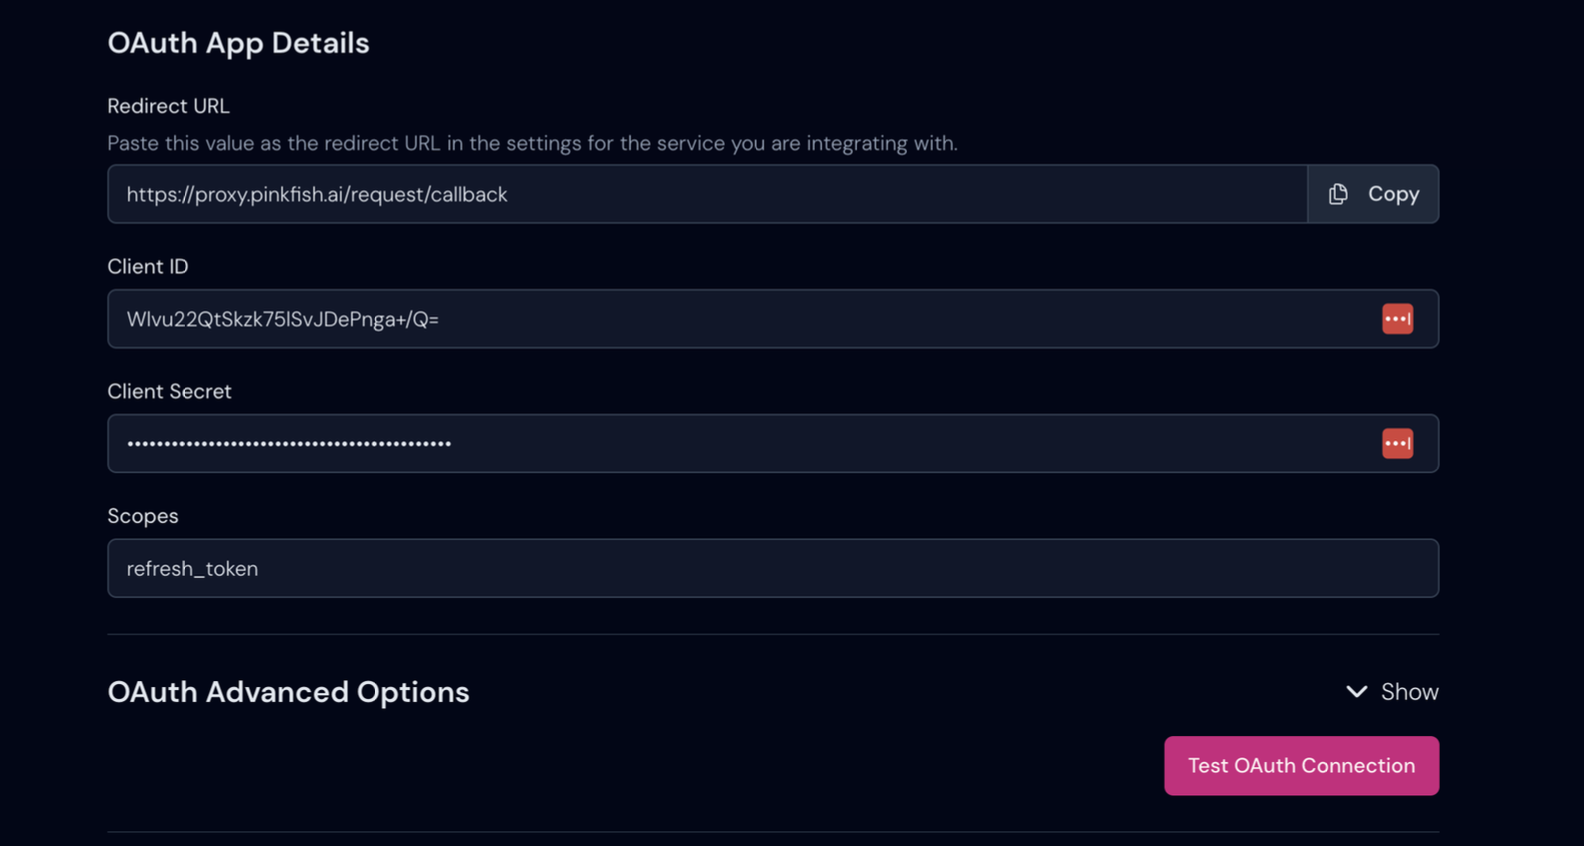 OAuth App Details
Redirect URL
Paste this value as the redirect URL in the settings for the service you are integrating with.
https://proxy.pinkfish.ai/request/callback
Copy
Client ID
Wlvu22QtSkzk75lSvJDePnga+/Q=
Client Secret
••••••••••••••••••••••••••••••••••••••••••••
Scopes
refresh_token
OAuth Advanced Options
Show
Test OAuth Connection